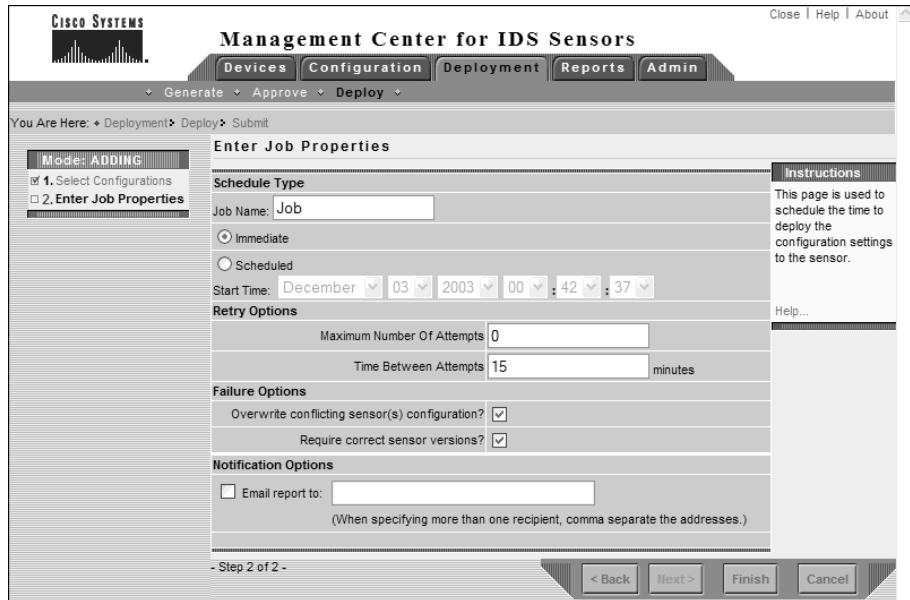 Close | Help | About
CISCO SYSTEMS
Management Center for IDS Sensors
Devices Configuration Deployment Reports Admin
Generate Approve Deploy
You Are Here: Deployment Deploy Submit
Mode: ADDING
1. Select Configurations
2. Enter Job Properties
Enter Job Properties
Schedule Type
Job Name: Job
Immediate
Scheduled
Start Time: December 03 2003 00 : 42 : 37
Retry Options
Maximum Number Of Attempts 0
Time Between Attempts 15 minutes
Failure Options
Overwrite conflicting sensor(s) configuration?
Require correct sensor versions?
Notification Options
Email report to:
(When specifying more than one recipient, comma separate the addresses.)
Instructions
This page is used to
schedule the time to
deploy the
configuration settings
to the sensor.
Help...
- Step 2 of 2 -
< Back Next > Finish Cancel